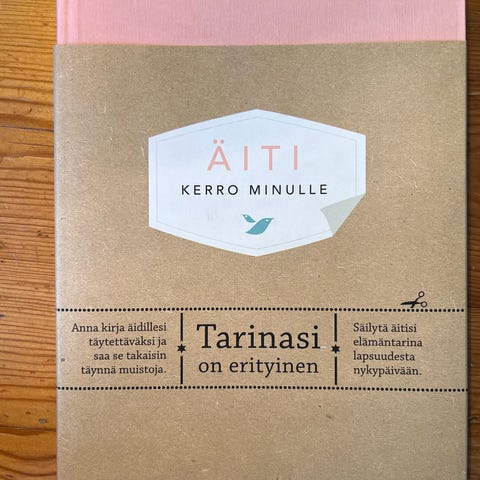 ÄITI
KERRO MINULLE
Anna kirja äidillesi
täytettäväksi ja
saa se takaisin
täynnä muistoja.
Tarinasi
on erityinen
Säilytä äitisi
elämäntarina
lapsuudesta
nykypäivään.